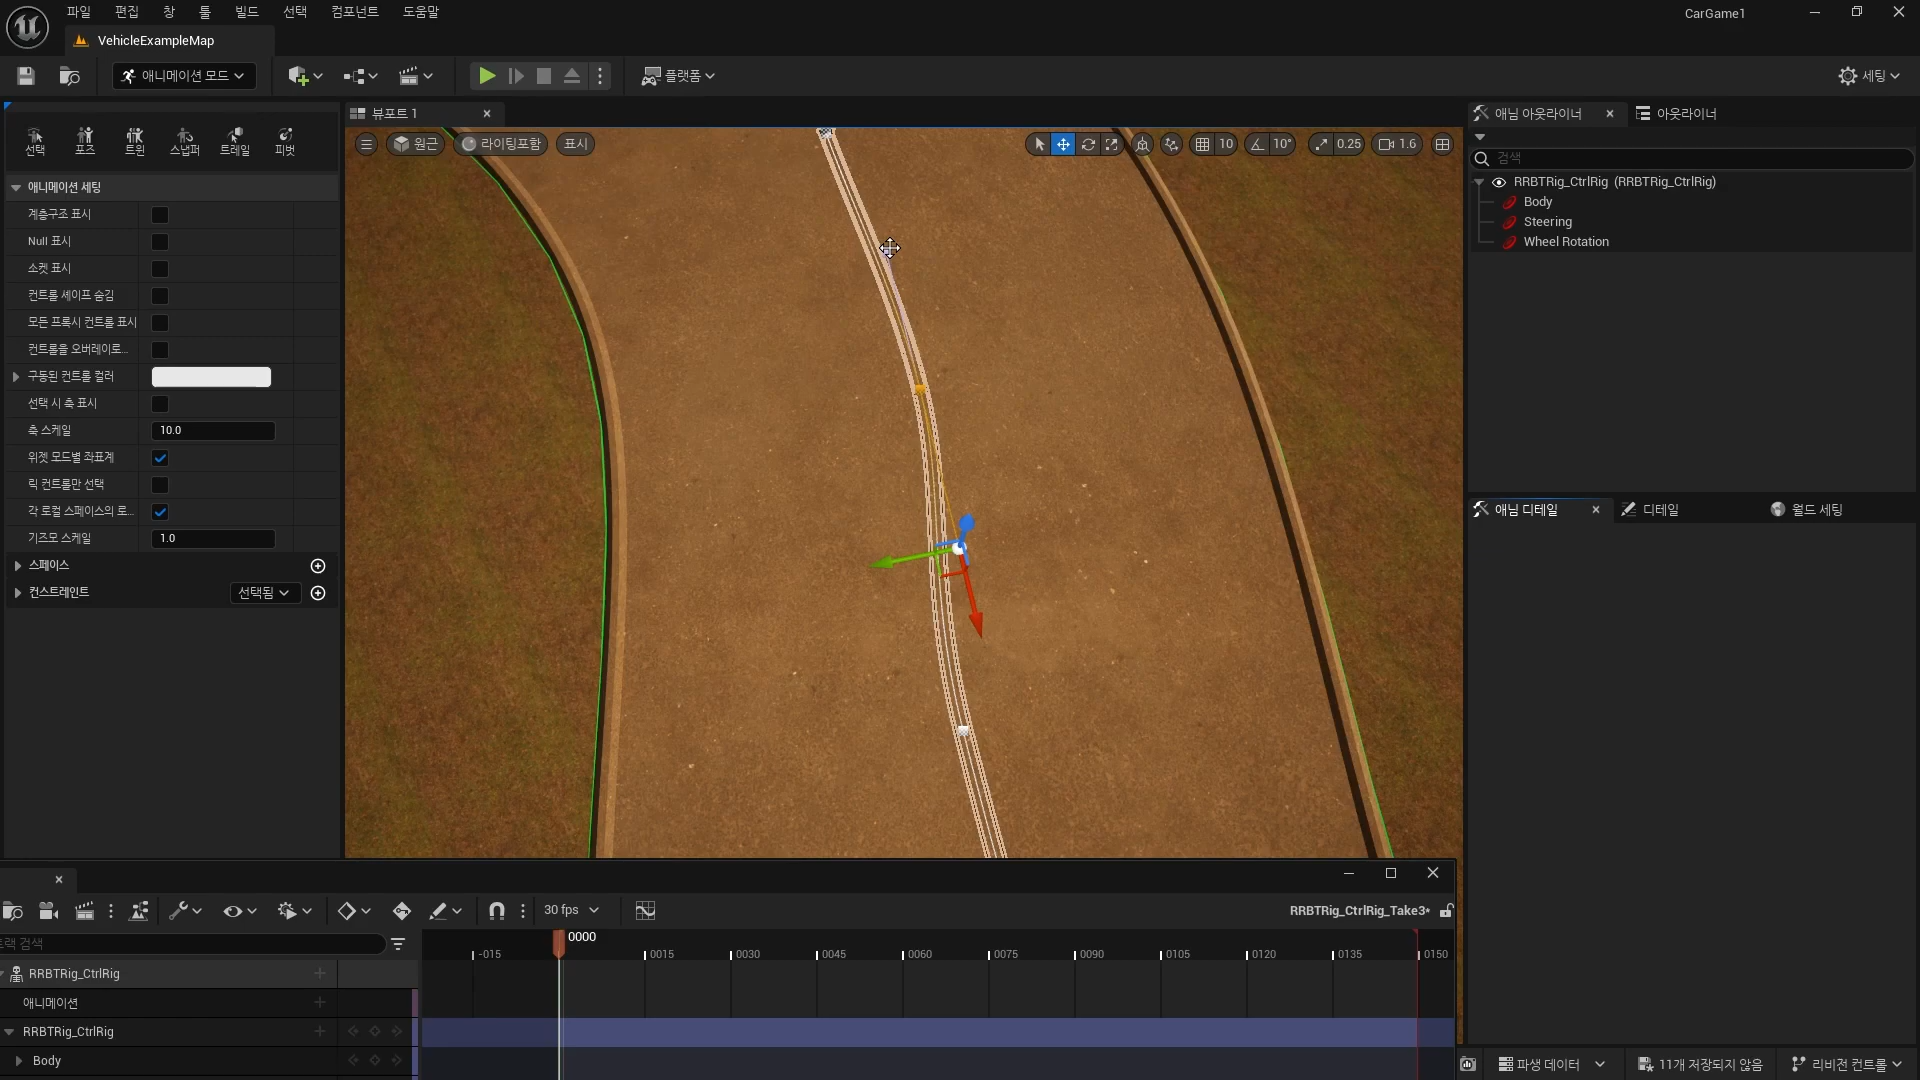 파일 편집 창 툴 빌드 선택 컴포넌트 도움말
CarGame1
VehicleExampleMap
애니메이션 모드
플랫폼
세팅
선택 포즈 트윈 스냅퍼 트레일 피벗
애니메이션 세팅
계층구조 표시
Null 표시
소켓 표시
컨트롤 셰이프 숨김
모든 프록시 컨트롤 표시
컨트롤을 오버레이로...
구동된 컨트롤 컬러
선택 시 축 표시
축 스케일 10.0
위젯 모드별 좌표계
릭 컨트롤만 선택
각 로컬 스페이스의 로...
기즈모 스케일 1.0
스페이스
컨스트레인트 선택됨
뷰포트 1
원근 라이팅포함 표시
10 10° 0.25 1.6
애님 아웃라이너 아웃라이너
검색
RRBTRig_CtrlRig (RRBTRig_CtrlRig)
Body
Steering
Wheel Rotation
애님 디테일 디테일 월드 세팅
30 fps
RRBTRig_CtrlRig_Take3*
트랙 검색
0000
-015 0015 0030 0045 0060 0075 0090 0105 0120 0135 0150
RRBTRig_CtrlRig
애니메이션
RRBTRig_CtrlRig
Body
파생 데이터 11개 저장되지 않음 리비전 컨트롤